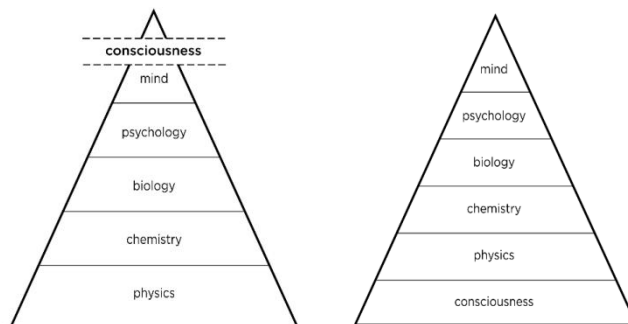 consciousness
mind
psychology
biology
chemistry
physics
mind
psychology
biology
chemistry
physics
consciousness